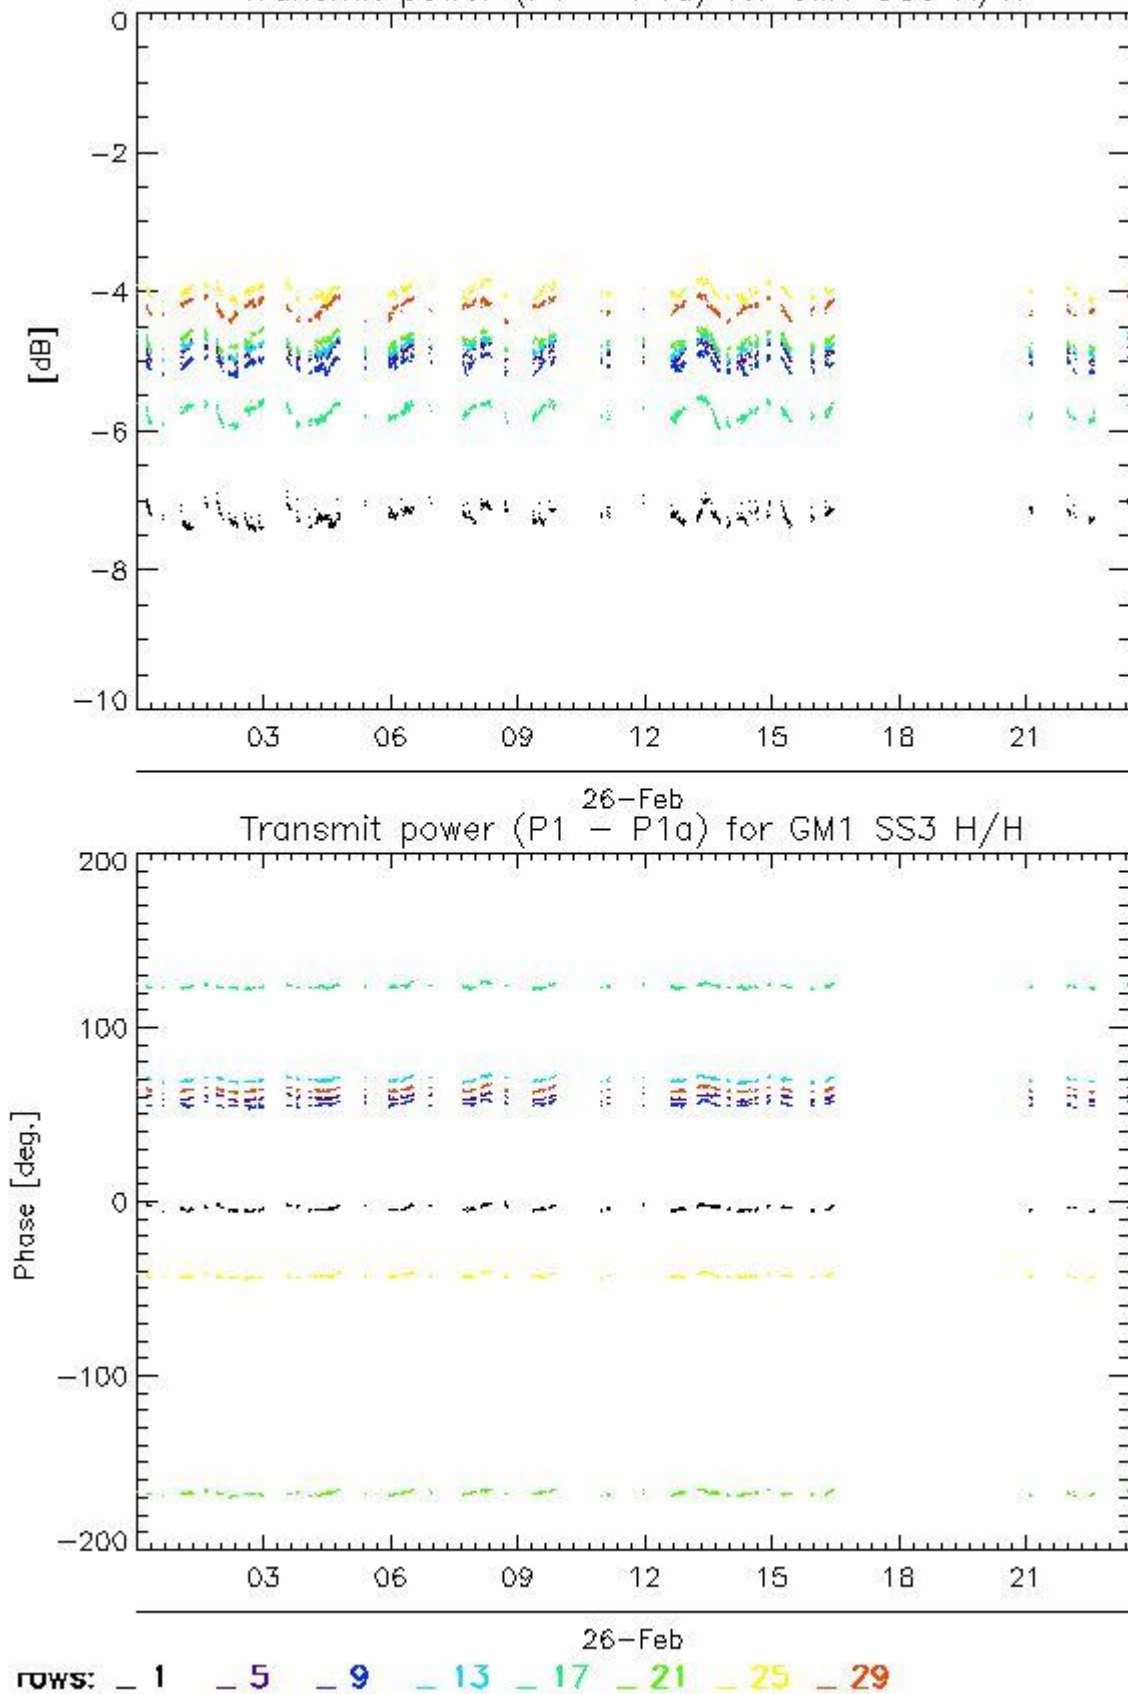 0
−2
−4
[dB]
−6
−8
−10
03 06 09 12 15 18 21
26−Feb
Transmit power (P1 − P1a) for GM1 SS3 H/H
200
100
0
Phase [deg.]
−100
−200
03 06 09 12 15 18 21
26−Feb
rows: _ 1 _ 5 _ 9 _ 13 _ 17 _ 21 _ 25 _ 29